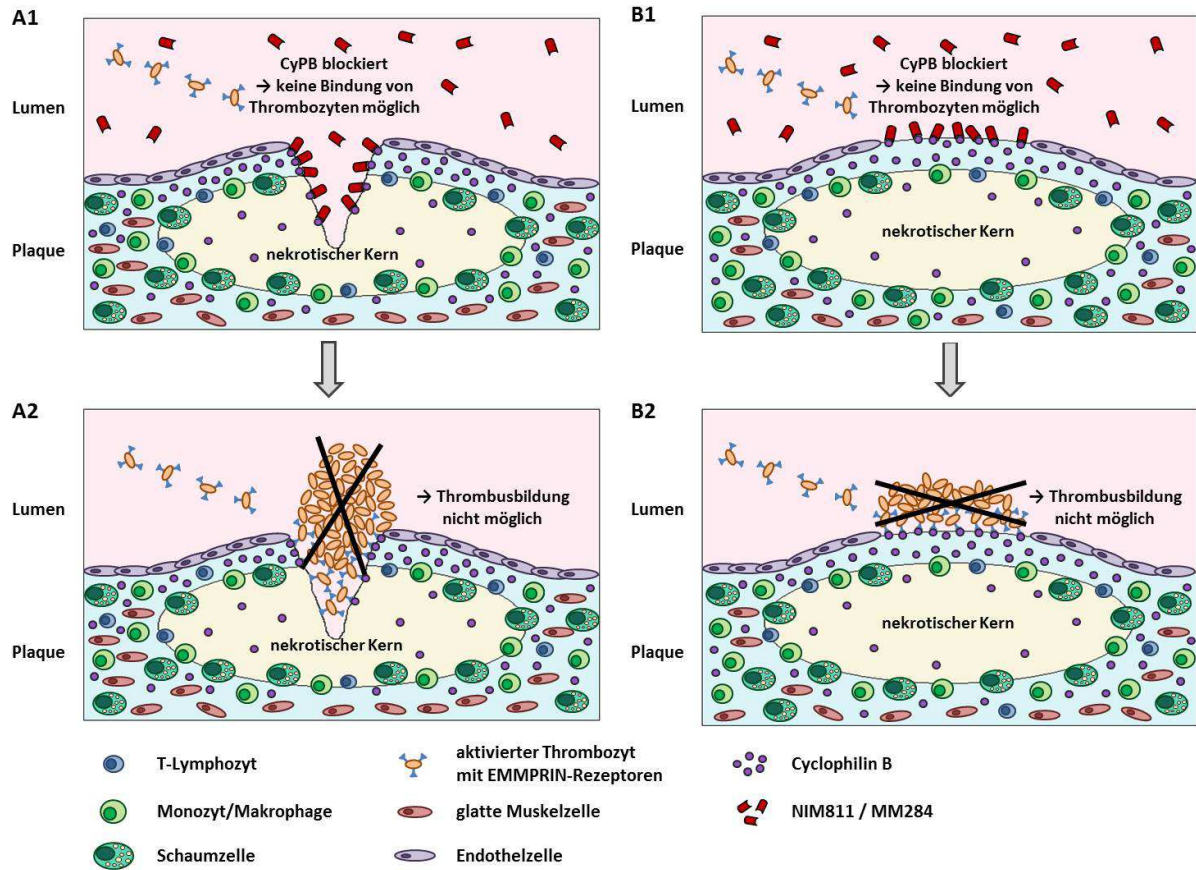 A1
Lumen
CyPB blockiert
→ keine Bindung von
Thrombozyten möglich
Plaque
nekrotischer Kern
B1
Lumen
CyPB blockiert
→ keine Bindung von
Thrombozyten möglich
Plaque
nekrotischer Kern
A2
Lumen
→ Thrombusbildung
nicht möglich
Plaque
nekrotischer Kern
B2
Lumen
→ Thrombusbildung
nicht möglich
Plaque
nekrotischer Kern
T-Lymphozyt
aktivierter Thrombozyt
mit EMMPRIN-Rezeptoren
Cyclophilin B
Monozyt/Makrophage
glatte Muskelzelle
NIM811 / MM284
Schaumzelle
Endothelzelle